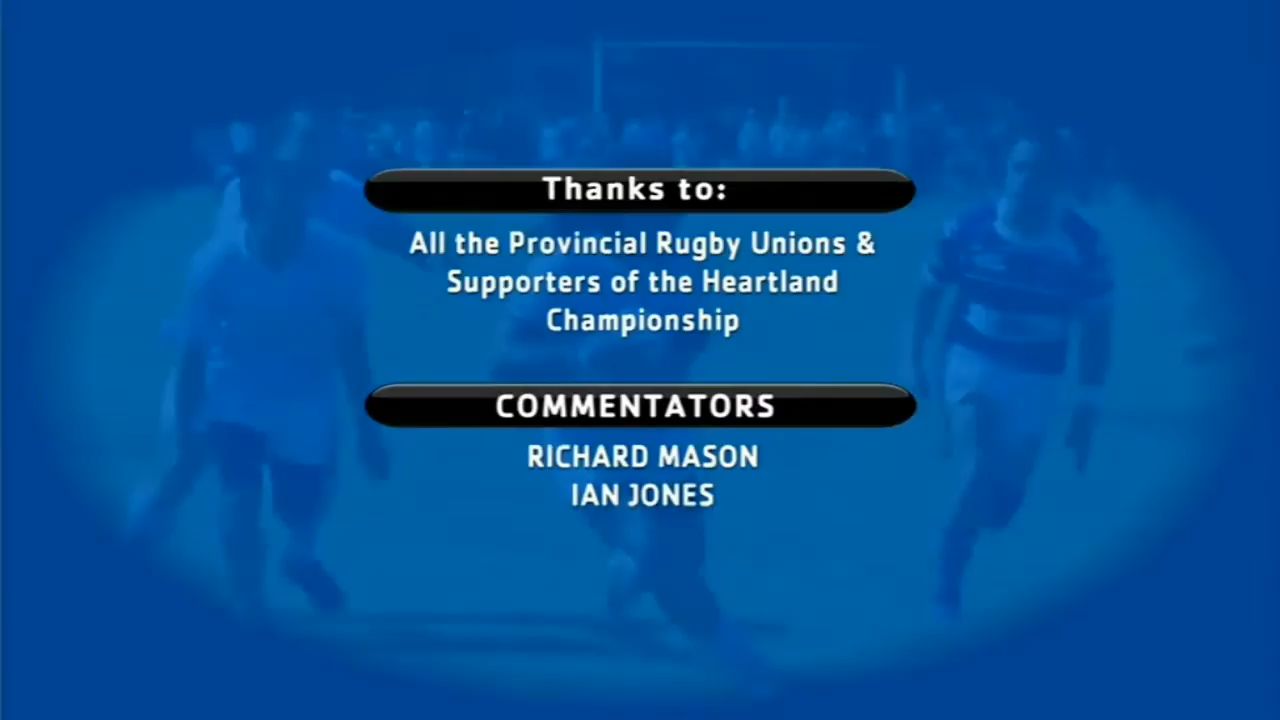 Thanks to:
All the Provincial Rugby Unions &
Supporters of the Heartland
Championship
COMMENTATORS
RICHARD MASON
IAN JONES